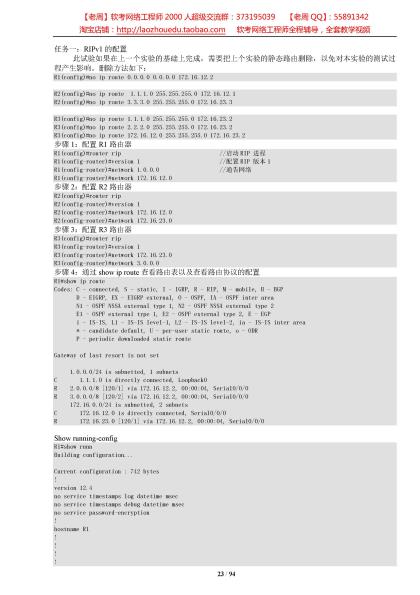 【老周】软考网络工程师 2000 人超级交流群：373195039 【老周 QQ】: 55891342
淘宝店铺：http://laozhouedu.taobao.com 软考网络工程师全程辅导，全套教学视频
任务一：RIPv1 的配置
此试验如果在上一个实验的基础上完成，需要把上个实验的静态路由删除，以免对本实验的测试过
程产生影响。删除方法如下：
R1(config)#no ip route 0.0.0.0 0.0.0.0 172.16.12.2
R2(config)#no ip route 1.1.1.0 255.255.255.0 172.16.12.1
R2(config)#no ip route 3.3.3.0 255.255.255.0 172.16.23.3
R3(config)#no ip route 1.1.1.0 255.255.255.0 172.16.23.2
R3(config)#no ip route 2.2.2.0 255.255.255.0 172.16.23.2
R3(config)#no ip route 172.16.12.0 255.255.255.0 172.16.23.2
步骤 1：配置 R1 路由器
R1(config)#router rip //启动 RIP 进程
R1(config-router)#version 1 //配置 RIP 版本 1
R1(config-router)#network 1.0.0.0 //通告网络
R1(config-router)#network 172.16.12.0
步骤 2：配置 R2 路由器
R2(config)#router rip
R2(config-router)#version 1
R2(config-router)#network 172.16.12.0
R2(config-router)#network 172.16.23.0
步骤 3：配置 R3 路由器
R3(config)#router rip
R3(config-router)#version 1
R3(config-router)#network 172.16.23.0
R3(config-router)#network 3.0.0.0
步骤 4：通过 show ip route 查看路由表以及查看路由协议的配置
R1#show ip route
Codes: C - connected, S - static, I - IGRP, R - RIP, M - mobile, B - BGP
D - EIGRP, EX - EIGRP external, O - OSPF, IA - OSPF inter area
N1 - OSPF NSSA external type 1, N2 - OSPF NSSA external type 2
E1 - OSPF external type 1, E2 - OSPF external type 2, E - EGP
i - IS-IS, L1 - IS-IS level-1, L2 - IS-IS level-2, ia - IS-IS inter area
* - candidate default, U - per-user static route, o - ODR
P - periodic downloaded static route
Gateway of last resort is not set
1.0.0.0/24 is subnetted, 1 subnets
C 1.1.1.0 is directly connected, Loopback0
R 2.0.0.0/8 [120/1] via 172.16.12.2, 00:00:04, Serial0/0/0
R 3.0.0.0/8 [120/2] via 172.16.12.2, 00:00:04, Serial0/0/0
172.16.0.0/24 is subnetted, 2 subnets
C 172.16.12.0 is directly connected, Serial0/0/0
R 172.16.23.0 [120/1] via 172.16.12.2, 00:00:04, Serial0/0/0
Show running-config
R1#show runn
Building configuration...
Current configuration : 742 bytes
!
version 12.4
no service timestamps log datetime msec
no service timestamps debug datetime msec
no service password-encryption
!
hostname R1
!
!
!
!
23 / 94